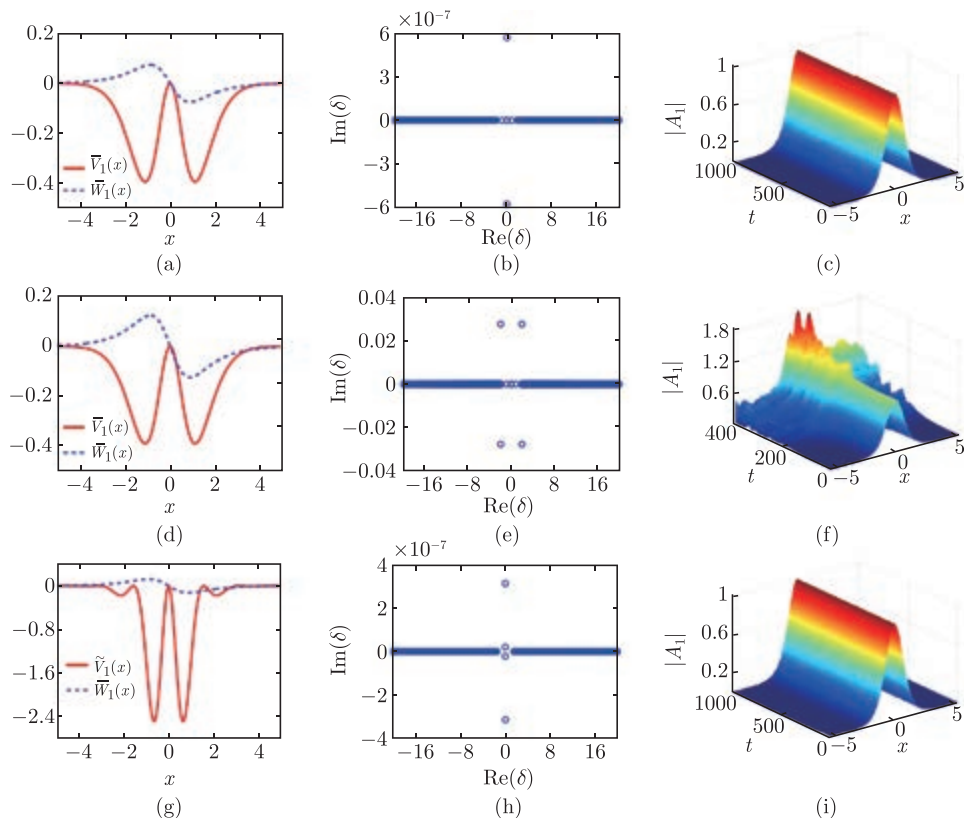 0.2
0
−0.2
−0.4
V̅₁(x)
W̅₁(x)
−4 −2 0 2 4
x
(a)
×10⁻⁷
6
3
0
−3
−6
Im(δ)
−16 −8 0 8 16
Re(δ)
(b)
1
0.6
0.2
|A₁|
1000
500
0
t
−5
0
5
x
(c)
0.2
0
−0.2
−0.4
V̅₁(x)
W̅₁(x)
−4 −2 0 2 4
x
(d)
0.04
0.02
0
−0.02
−0.04
Im(δ)
−16 −8 0 8 16
Re(δ)
(e)
1.8
1.2
0.6
|A₁|
400
200
0
t
−5
0
5
x
(f)
0
−0.8
−1.6
−2.4
Ṽ₁(x)
W̅₁(x)
−4 −2 0 2 4
x
(g)
×10⁻⁷
4
2
0
−2
−4
Im(δ)
−16 −8 0 8 16
Re(δ)
(h)
1
0.6
0.2
|A₁|
1000
500
0
t
−5
0
5
x
(i)